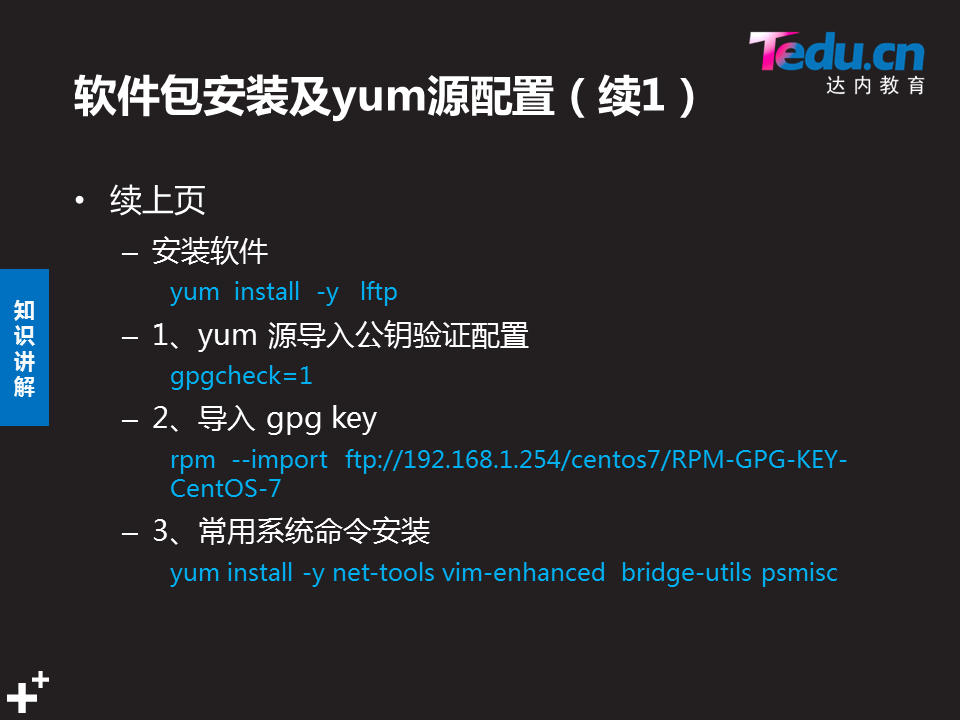 Tedu.cn
达内教育
软件包安装及yum源配置（续1）
• 续上页
– 安装软件
yum install -y lftp
– 1、yum 源导入公钥验证配置
gpgcheck=1
– 2、导入 gpg key
rpm --import ftp://192.168.1.254/centos7/RPM-GPG-KEY-
CentOS-7
– 3、常用系统命令安装
yum install -y net-tools vim-enhanced bridge-utils psmisc
知
识
讲
解